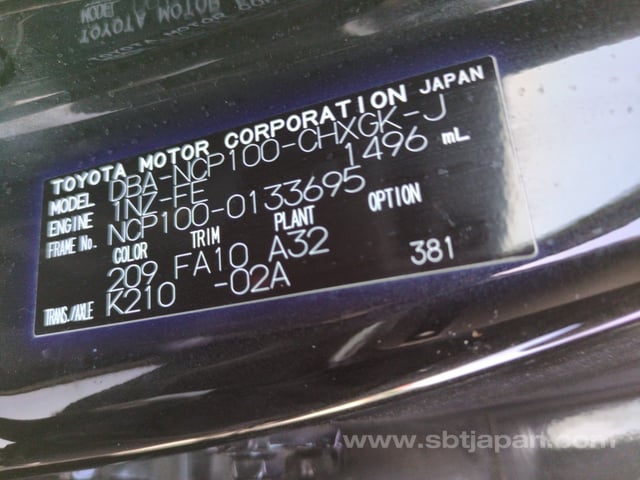 TOYOTA MOTOR CORPORATION JAPAN
MODEL DBA-NCP100-CHXGK-J
ENGINE 1NZ-FE 1496 mL
FRAME No. NCP100-0133695
COLOR TRIM PLANT OPTION
209 FA10 A32 381
TRANS./AXLE K210 -02A
www.sbtjapan.com